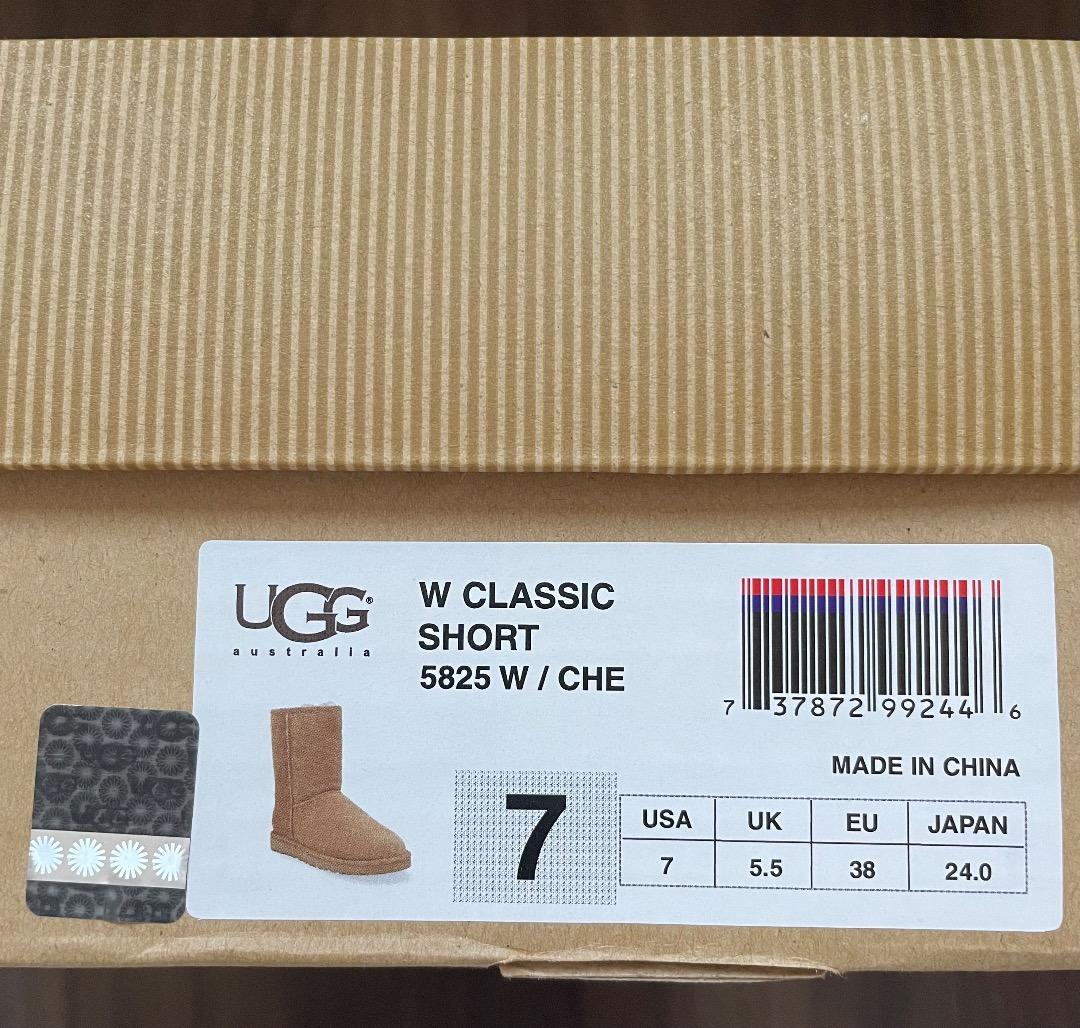 UGG®
australia
W CLASSIC
SHORT
5825 W / CHE
7 37872 99244 6
MADE IN CHINA
7
USA UK EU JAPAN
7 5.5 38 24.0